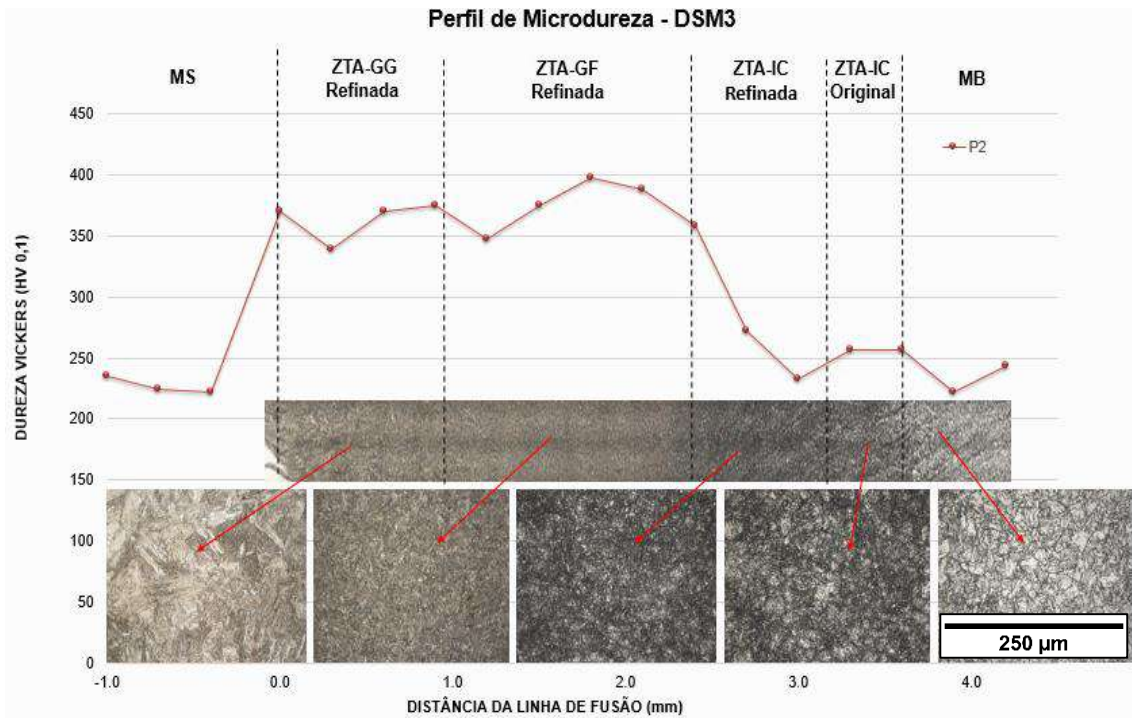 Perfil de Microdureza - DSM3
MS
ZTA-GG
Refinada
ZTA-GF
Refinada
ZTA-IC
Refinada
ZTA-IC
Original
MB
P2
DUREZA VICKERS (HV 0,1)
450
400
350
300
250
200
150
100
50
0
250 µm
-1.0
0.0
1.0
2.0
3.0
4.0
DISTÂNCIA DA LINHA DE FUSÃO (mm)